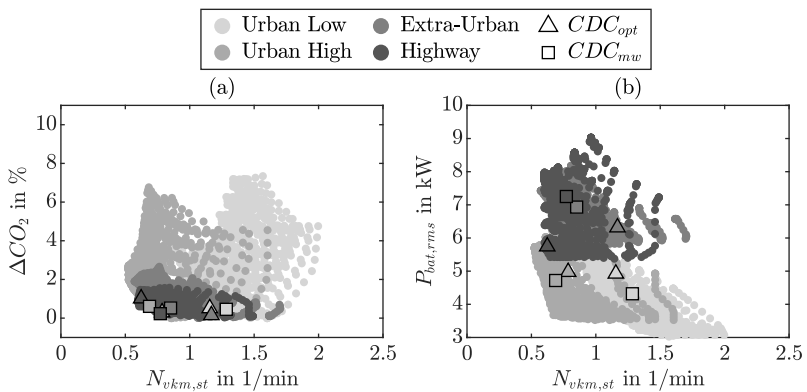 Urban Low Extra-Urban CDC_opt
Urban High Highway CDC_mw
(a) (b)
ΔCO_2 in %
10
8
6
4
2
0
0 0.5 1 1.5 2 2.5
N_vkm,st in 1/min
P_bat,rms in kW
11
10
9
8
7
6
5
4
3
0 0.5 1 1.5 2 2.5
N_vkm,st in 1/min